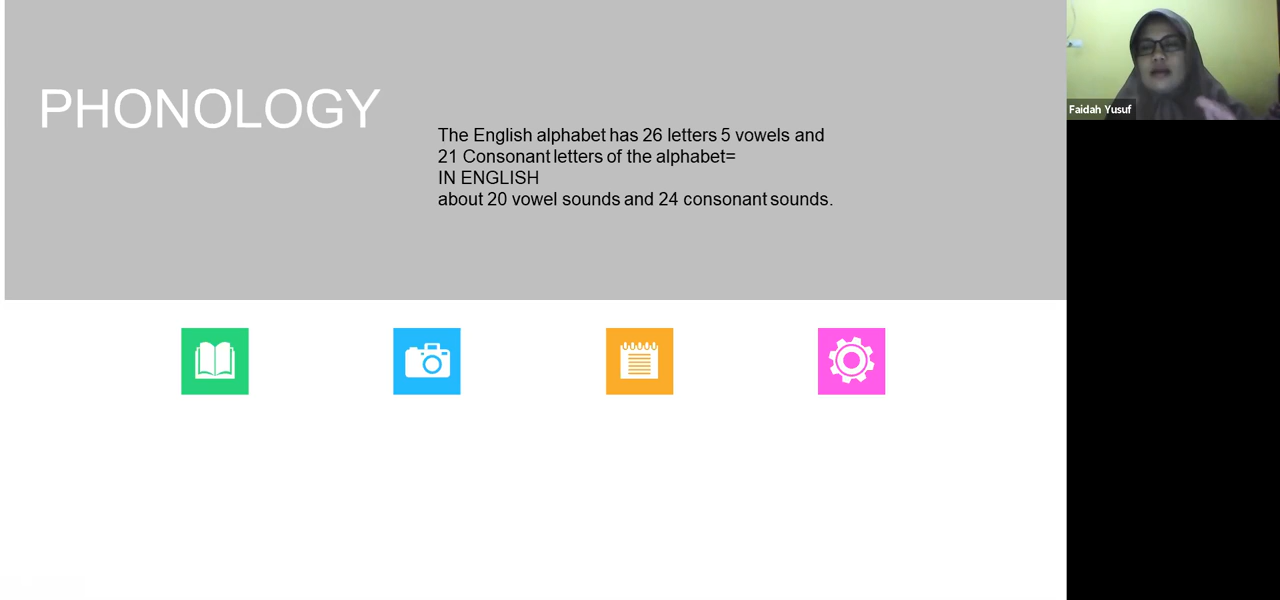 PHONOLOGY
The English alphabet has 26 letters 5 vowels and
21 Consonant letters of the alphabet=
IN ENGLISH
about 20 vowel sounds and 24 consonant sounds.
Faidah Yusuf